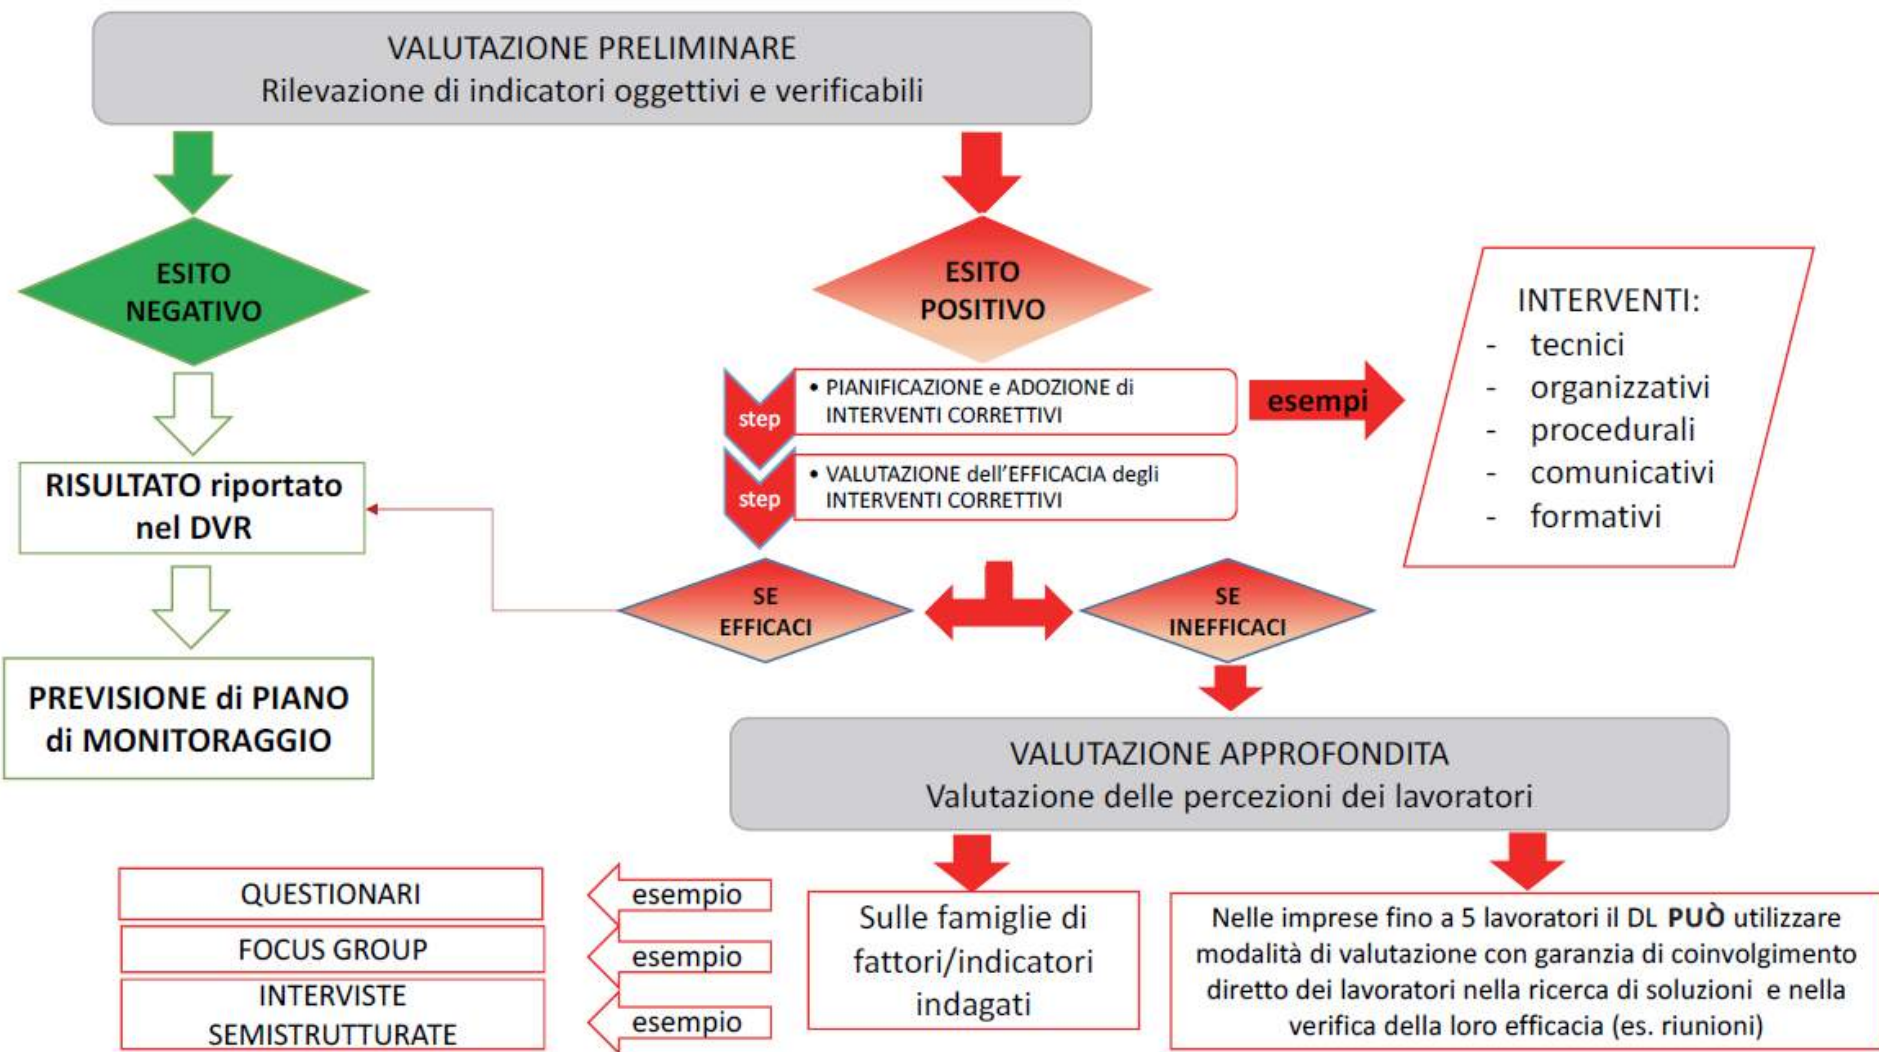 VALUTAZIONE PRELIMINARE
Rilevazione di indicatori oggettivi e verificabili
ESITO
NEGATIVO
ESITO
POSITIVO
INTERVENTI:
- tecnici
- organizzativi
- procedurali
- comunicativi
- formativi
step
• PIANIFICAZIONE e ADOZIONE di
INTERVENTI CORRETTIVI
esempi
step
• VALUTAZIONE dell'EFFICACIA degli
INTERVENTI CORRETTIVI
RISULTATO riportato
nel DVR
SE
EFFICACI
SE
INEFFICACI
PREVISIONE di PIANO
di MONITORAGGIO
VALUTAZIONE APPROFONDITA
Valutazione delle percezioni dei lavoratori
QUESTIONARI
esempio
FOCUS GROUP
esempio
INTERVISTE
SEMISTRUTTURATE
esempio
Sulle famiglie di
fattori/indicatori
indagati
Nelle imprese fino a 5 lavoratori il DL PUÒ utilizzare
modalità di valutazione con garanzia di coinvolgimento
diretto dei lavoratori nella ricerca di soluzioni e nella
verifica della loro efficacia (es. riunioni)